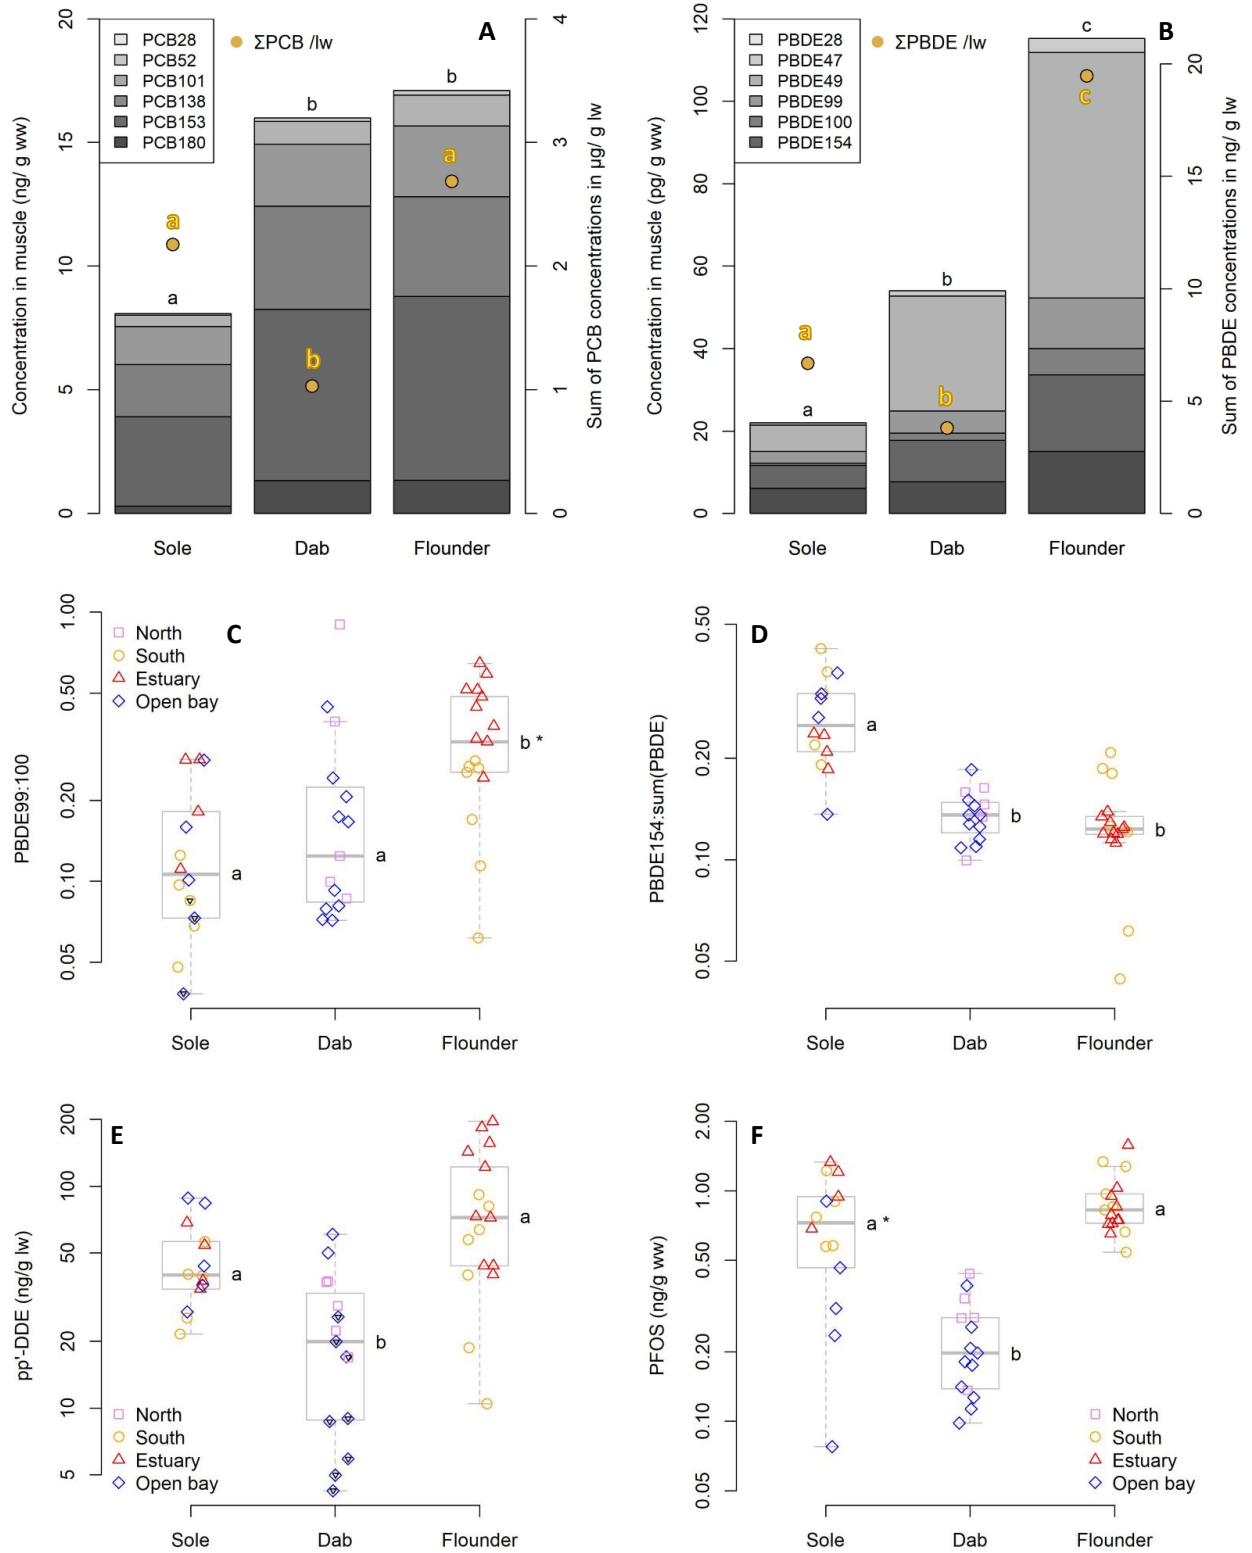 A
PCB28
PCB52
PCB101
PCB138
PCB153
PCB180
ΣPCB /lw
Concentration in muscle (ng/ g ww)
0
5
10
15
20
a
b
b
a
b
a
0
1
2
3
4
Sum of PCB concentrations in µg/ g lw
Sole
Dab
Flounder
B
PBDE28
PBDE47
PBDE49
PBDE99
PBDE100
PBDE154
ΣPBDE /lw
Concentration in muscle (pg/ g ww)
0
20
40
60
80
100
120
a
b
c
a
b
c
0
5
10
15
20
Sum of PBDE concentrations in ng/ g lw
Sole
Dab
Flounder
C
North
South
Estuary
Open bay
PBDE99:100
0.05
0.10
0.20
0.50
1.00
a
a
b *
Sole
Dab
Flounder
D
PBDE154:sum(PBDE)
0.05
0.10
0.20
0.50
a
b
b
Sole
Dab
Flounder
E
pp'-DDE (ng/g lw)
5
10
20
50
100
200
a
b
a
North
South
Estuary
Open bay
Sole
Dab
Flounder
F
PFOS (ng/g ww)
0.05
0.10
0.20
0.50
1.00
2.00
a *
b
a
North
South
Estuary
Open bay
Sole
Dab
Flounder